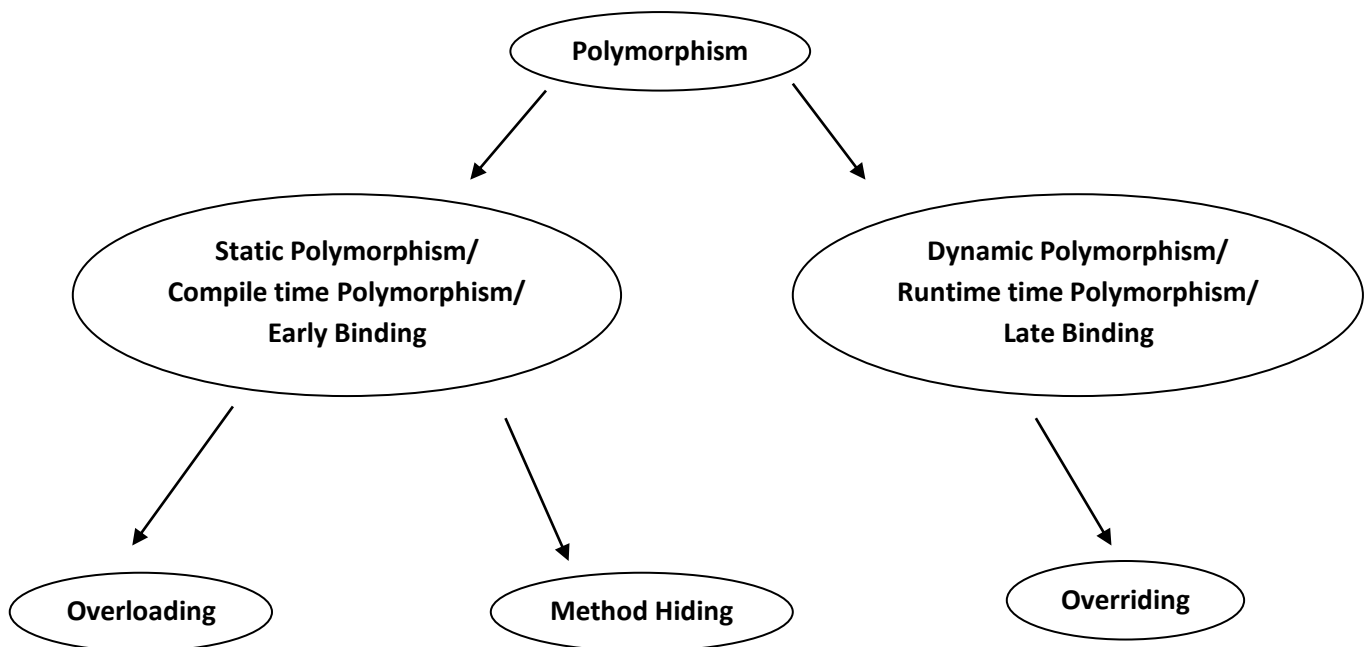 Polymorphism
Static Polymorphism/
Compile time Polymorphism/
Early Binding
Dynamic Polymorphism/
Runtime time Polymorphism/
Late Binding
Overloading
Method Hiding
Overriding